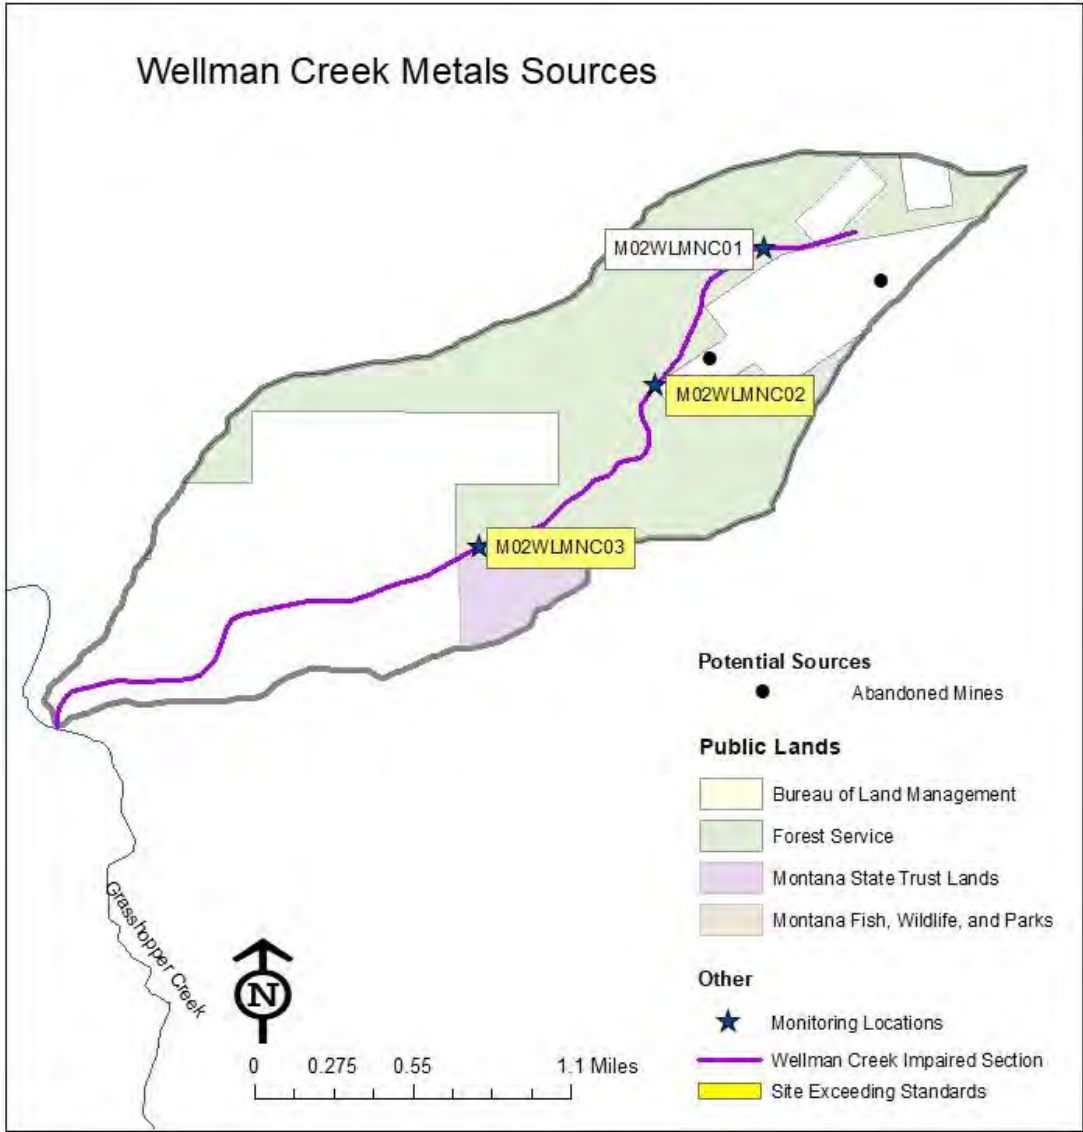 Wellman Creek Metals Sources
M02WLMNC01
M02WLMNC02
M02WLMNC03
Grasshopper Creek
N
0 0.275 0.55 1.1 Miles
Potential Sources
Abandoned Mines
Public Lands
Bureau of Land Management
Forest Service
Montana State Trust Lands
Montana Fish, Wildlife, and Parks
Other
Monitoring Locations
Wellman Creek Impaired Section
Site Exceeding Standards